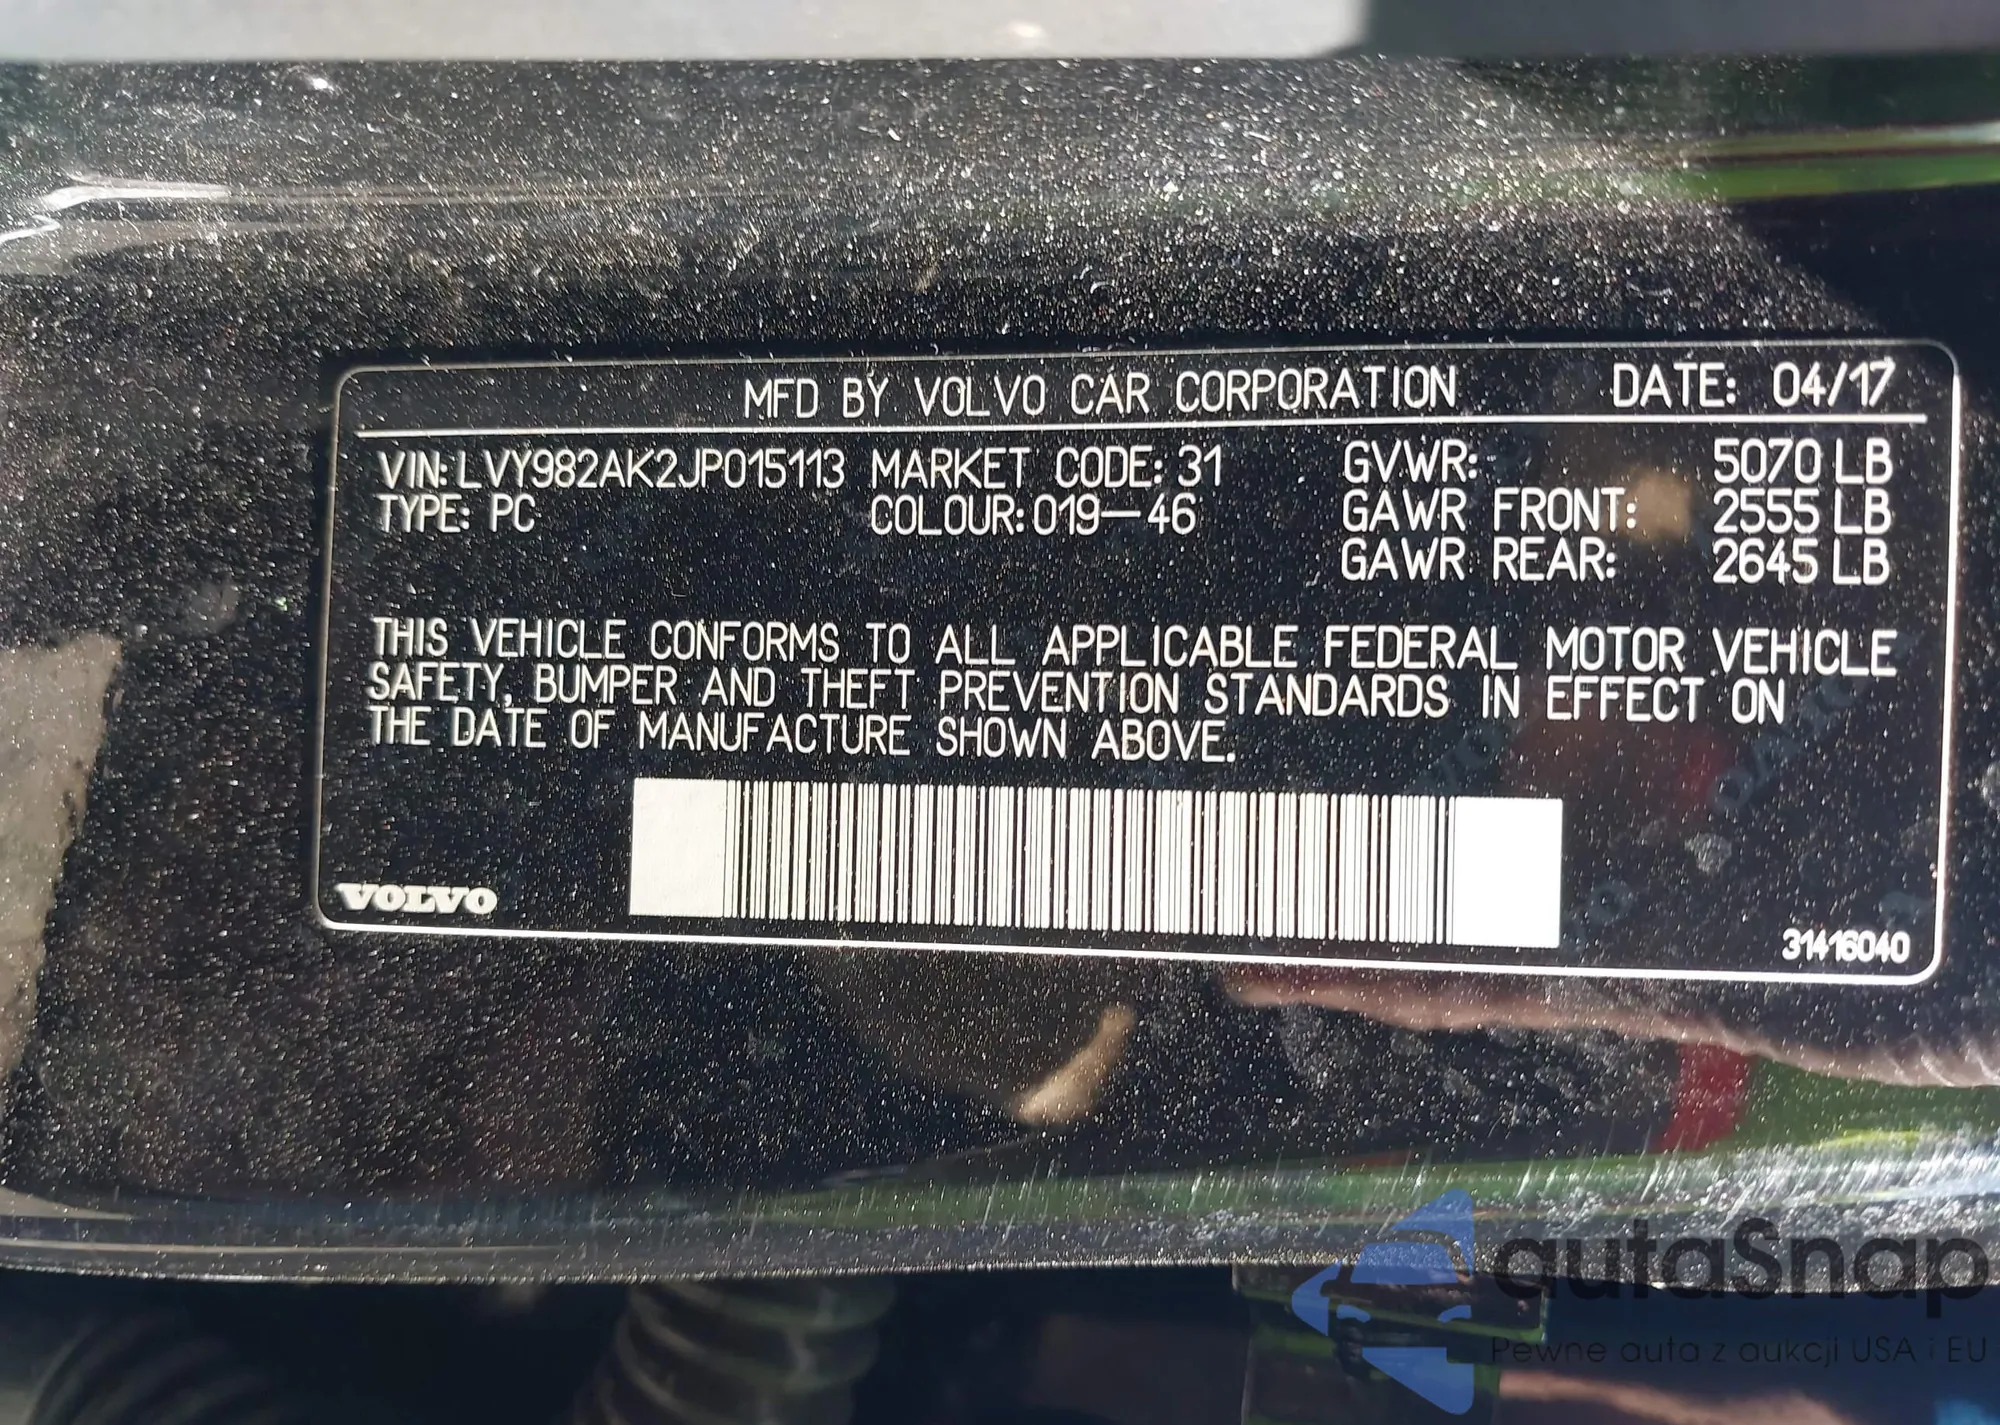 MFD BY VOLVO CAR CORPORATION DATE: 04/17
VIN: LVY982AK2JP015113 MARKET CODE: 31 GVWR: 5070 LB
TYPE: PC COLOUR: 019-46 GAWR FRONT: 2555 LB
GAWR REAR: 2645 LB
THIS VEHICLE CONFORMS TO ALL APPLICABLE FEDERAL MOTOR VEHICLE
SAFETY, BUMPER AND THEFT PREVENTION STANDARDS IN EFFECT ON
THE DATE OF MANUFACTURE SHOWN ABOVE.
VOLVO
31416040
autaSnap
Pewne auta z aukcji USA i EU